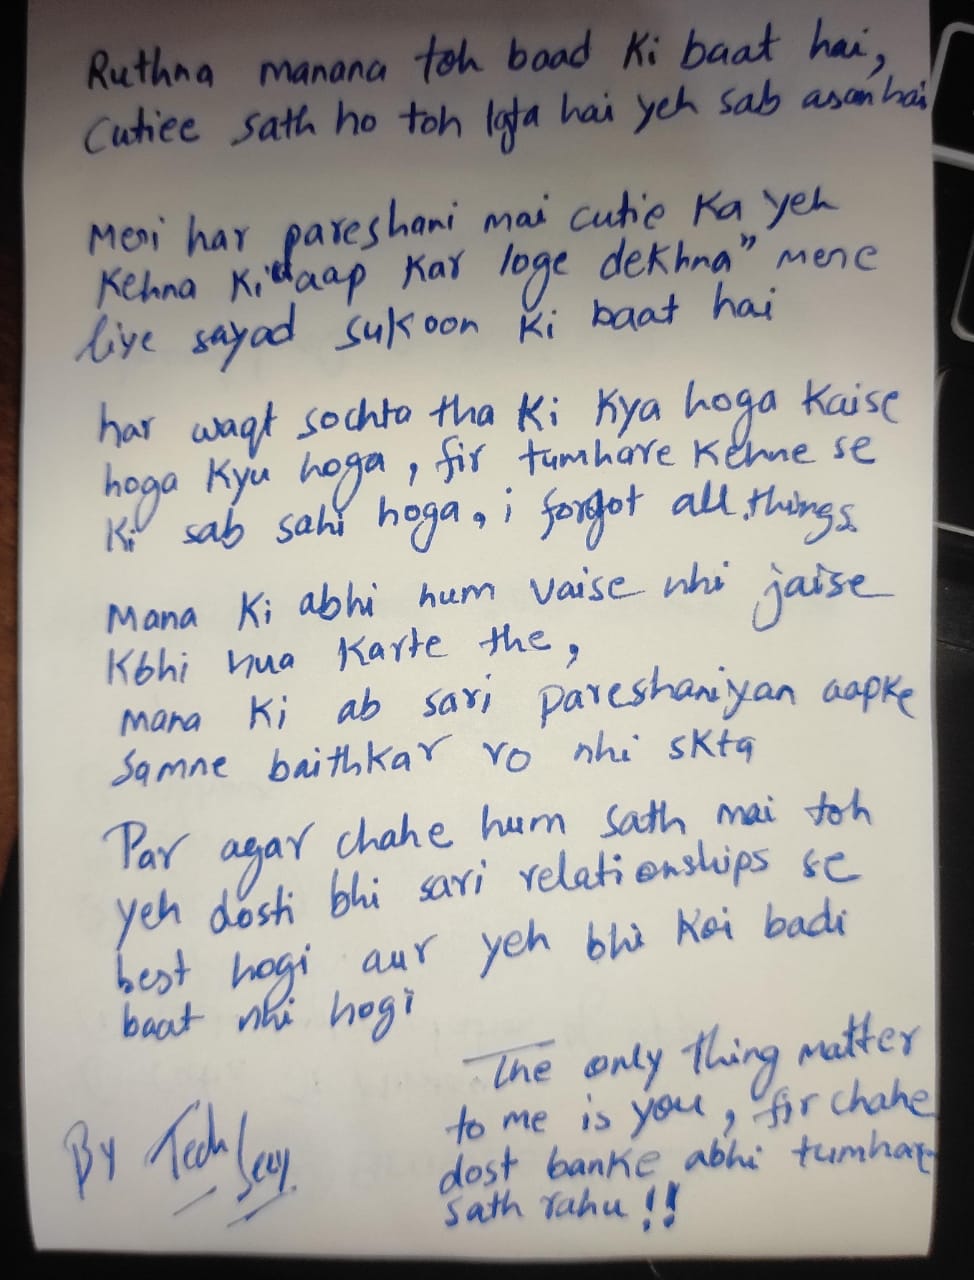 Ruthna manana toh baad ki baat hai,
Cutiee sath ho toh lgta hai yeh sab asan hai
Meri har pareshani mai cutie ka yeh
Kehna ki "aap kar loge dekhna" mere
liye sayad sukoon ki baat hai
har waqt sochta tha ki kya hoga kaise
hoga kyu hoga, fir tumhare kehne se
ki sab sahi hoga, i forgot all things
Mana ki abhi hum vaise nhi jaise
Kbhi hua karte the,
mana ki ab sari pareshaniyan aapke
Samne baithkar ro nhi skta
Par agar chahe hum sath mai toh
yeh dosti bhi sari relationships se
best hogi aur yeh bhi koi badi
baat nhi hogi
The only thing matter
to me is you, fir chahe
dost banke abhi tumhare
sath rahu !!
By Tech